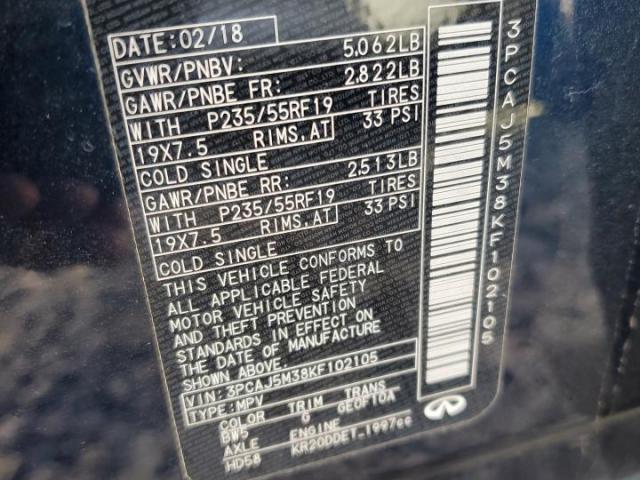 DATE:02/18
GVWR/PNBV: 5.062LB
GAWR/PNBE FR: 2.822LB
WITH P235/55RF19 TIRES
19X7.5 RIMS.AT 33 PSI
COLD SINGLE
GAWR/PNBE RR: 2.513LB
WITH P235/55RF19 TIRES
19X7.5 RIMS.AT 33 PSI
COLD SINGLE
THIS VEHICLE CONFORMS TO
ALL APPLICABLE FEDERAL
MOTOR VEHICLE SAFETY
AND THEFT PREVENTION
STANDARDS IN EFFECT ON
THE DATE OF MANUFACTURE
SHOWN ABOVE.
VIN:3PCAJ5M38KF102105
TYPE:MPV
COLOR TRIM TRANS
BW5 G GE0F10A
AXLE ENGINE
HD58 KR20DDET 1997cc
3PCAJ5M38KF102105